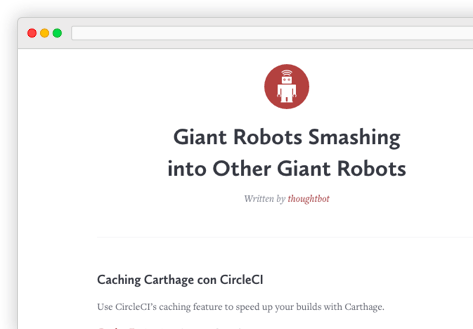 Giant Robots Smashing
into Other Giant Robots
Written by thoughtbot
Caching Carthage con CircleCI
Use CircleCI's caching feature to speed up your builds with Carthage.